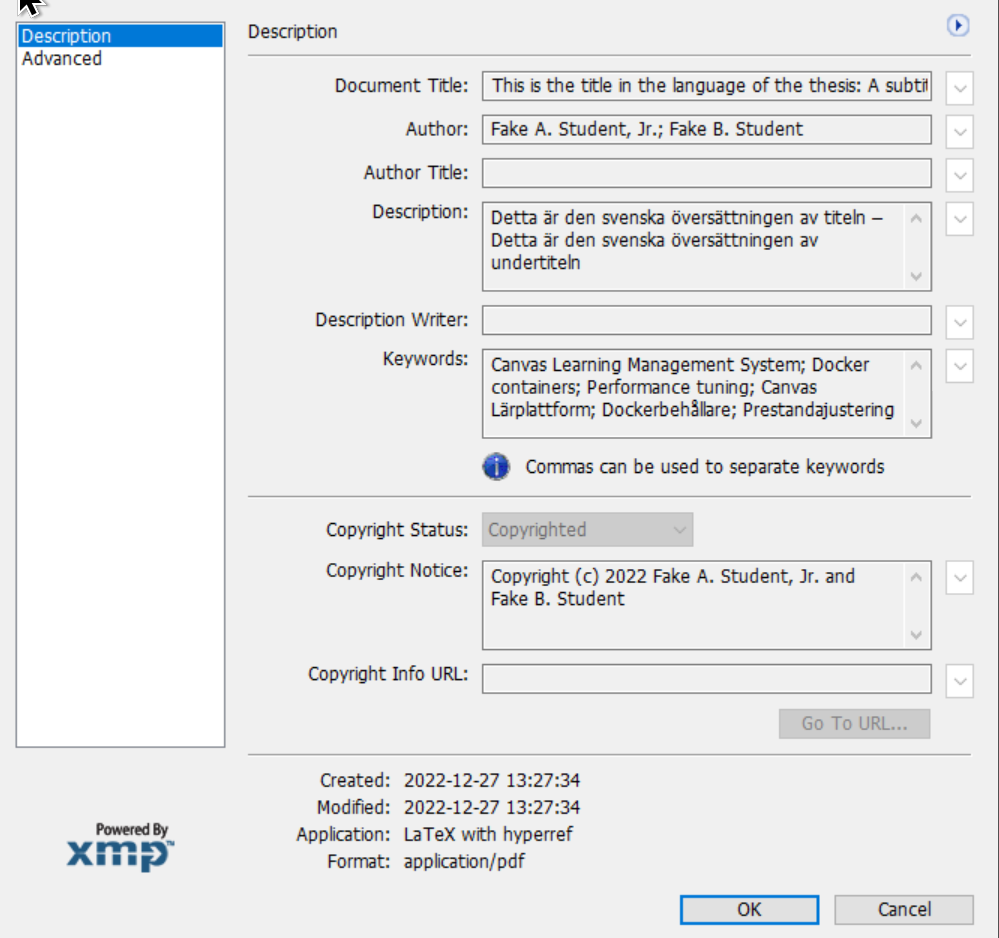 Description
Advanced
Description
Document Title: This is the title in the language of the thesis: A subtit
Author: Fake A. Student, Jr.; Fake B. Student
Author Title:
Description: Detta är den svenska översättningen av titeln –
Detta är den svenska översättningen av
undertiteln
Description Writer:
Keywords: Canvas Learning Management System; Docker
containers; Performance tuning; Canvas
Lärplattform; Dockerbehållare; Prestandajustering
Commas can be used to separate keywords
Copyright Status: Copyrighted
Copyright Notice: Copyright (c) 2022 Fake A. Student, Jr. and
Fake B. Student
Copyright Info URL:
Go To URL...
Created: 2022-12-27 13:27:34
Modified: 2022-12-27 13:27:34
Application: LaTeX with hyperref
Format: application/pdf
Powered By
xmp™
OK Cancel